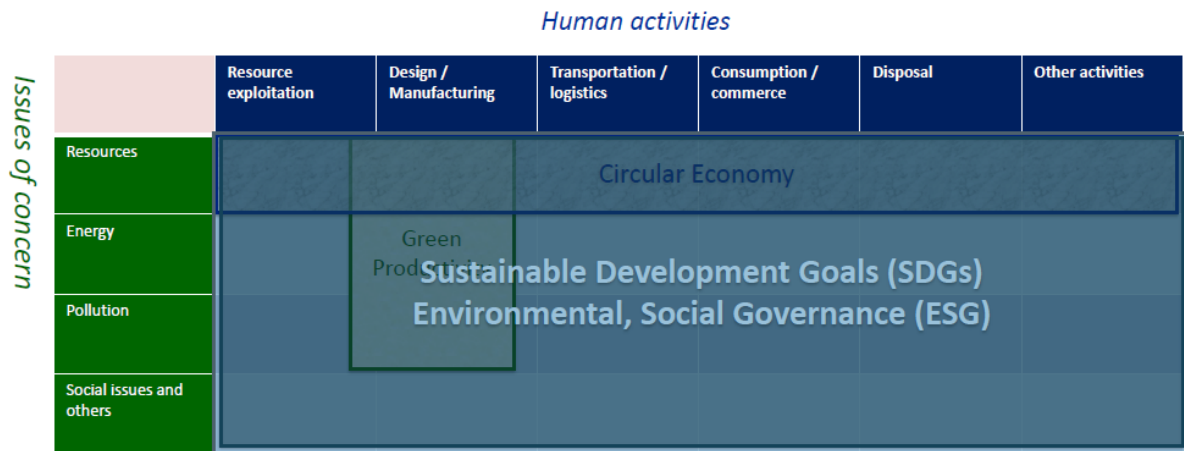 Human activities
Issues of concern
Resource
exploitation
Design /
Manufacturing
Transportation /
logistics
Consumption /
commerce
Disposal
Other activities
Resources
Circular Economy
Energy
Green
Productivity
Sustainable Development Goals (SDGs)
Environmental, Social Governance (ESG)
Pollution
Social issues and
others